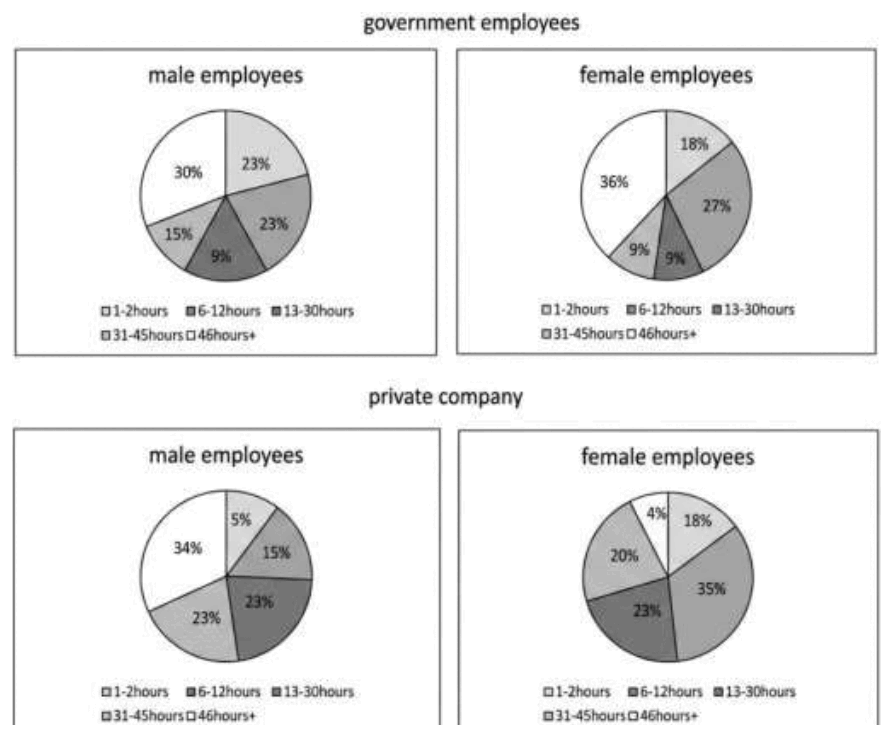 government employees
male employees
23%
30%
23%
15%
9%
1-2hours 6-12hours 13-30hours
31-45hours 46hours+
female employees
18%
36%
27%
9% 9%
1-2hours 6-12hours 13-30hours
31-45hours 46hours+
private company
male employees
5%
34%
15%
23%
23%
1-2hours 6-12hours 13-30hours
31-45hours 46hours+
female employees
4% 18%
20%
35%
23%
1-2hours 6-12hours 13-30hours
31-45hours 46hours+